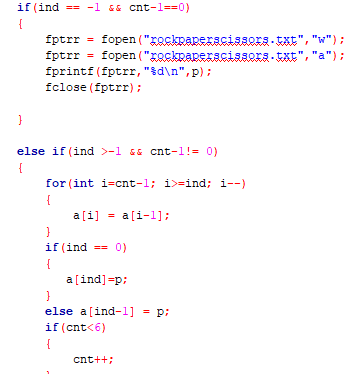 if(ind == -1 && cnt-1==0)
{
fptrr = fopen("rockpaperscissors.txt","w");
fptrr = fopen("rockpaperscissors.txt","a");
fprintf(fptrr,"%d\n",p);
fclose(fptrr);
}
else if(ind >-1 && cnt-1!= 0)
{
for(int i=cnt-1; i>=ind; i--)
{
a[i] = a[i-1];
}
if(ind == 0)
{
a[ind]=p;
}
else a[ind-1] = p;
if(cnt<6)
{
cnt++;
}